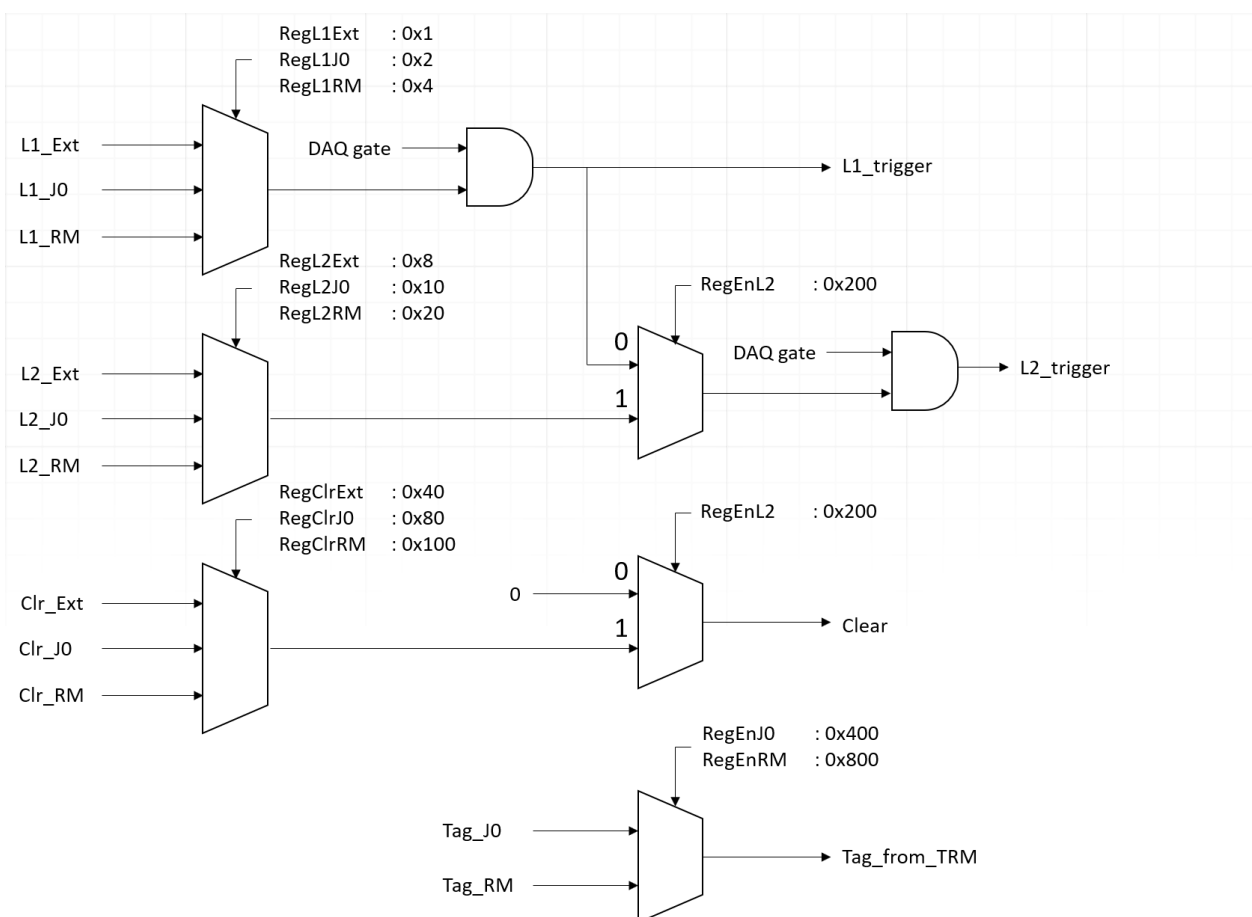 RegL1Ext : 0x1
RegL1J0 : 0x2
RegL1RM : 0x4
L1_Ext
DAQ gate
L1_trigger
L1_J0
L1_RM
RegL2Ext : 0x8
RegL2J0 : 0x10
RegL2RM : 0x20
RegEnL2 : 0x200
0
DAQ gate
L2_trigger
L2_Ext
1
L2_J0
L2_RM
RegClrExt : 0x40
RegClrJ0 : 0x80
RegClrRM : 0x100
RegEnL2 : 0x200
0
0
Clr_Ext
1
Clear
Clr_J0
Clr_RM
RegEnJ0 : 0x400
RegEnRM : 0x800
Tag_J0
Tag_from_TRM
Tag_RM